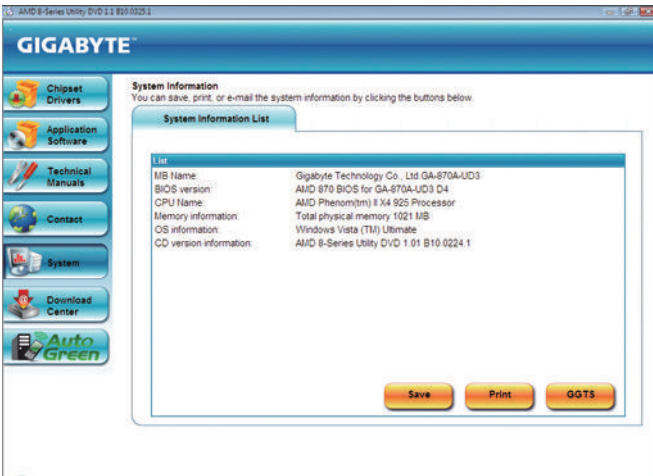 AMD 8-Series Utility DVD 1.1 B10.0325.1
GIGABYTE™
Chipset
Drivers
Application
Software
Technical
Manuals
Contact
System
Download
Center
Auto
Green
System Information
You can save, print, or e-mail the system information by clicking the buttons below.
System Information List
List
MB Name: Gigabyte Technology Co., Ltd.GA-870A-UD3
BIOS version: AMD 870 BIOS for GA-870A-UD3 D4
CPU Name: AMD Phenom(tm) II X4 925 Processor
Memory information: Total physical memory 1021 MB
OS information: Windows Vista (TM) Ultimate
CD version information: AMD 8-Series Utility DVD 1.01 B10.0224.1
Save Print GGTS